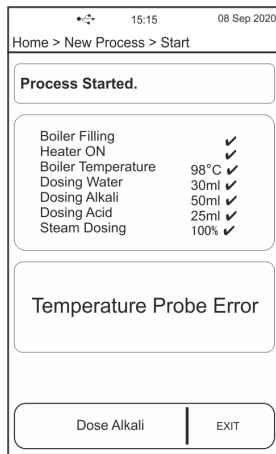 15:15 08 Sep 2020
Home > New Process > Start
Process Started.
Boiler Filling ✔
Heater ON ✔
Boiler Temperature 98°C ✔
Dosing Water 30ml ✔
Dosing Alkali 50ml ✔
Dosing Acid 25ml ✔
Steam Dosing 100% ✔
Temperature Probe Error
Dose Alkali EXIT